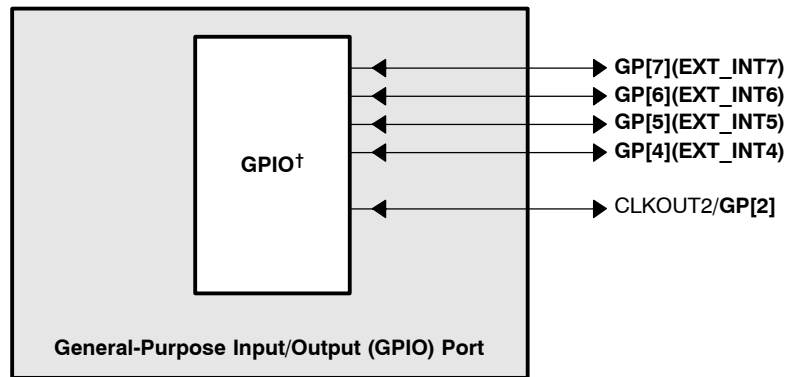 GP[7](EXT_INT7)
GP[6](EXT_INT6)
GP[5](EXT_INT5)
GP[4](EXT_INT4)
GPIO†
CLKOUT2/GP[2]
General-Purpose Input/Output (GPIO) Port